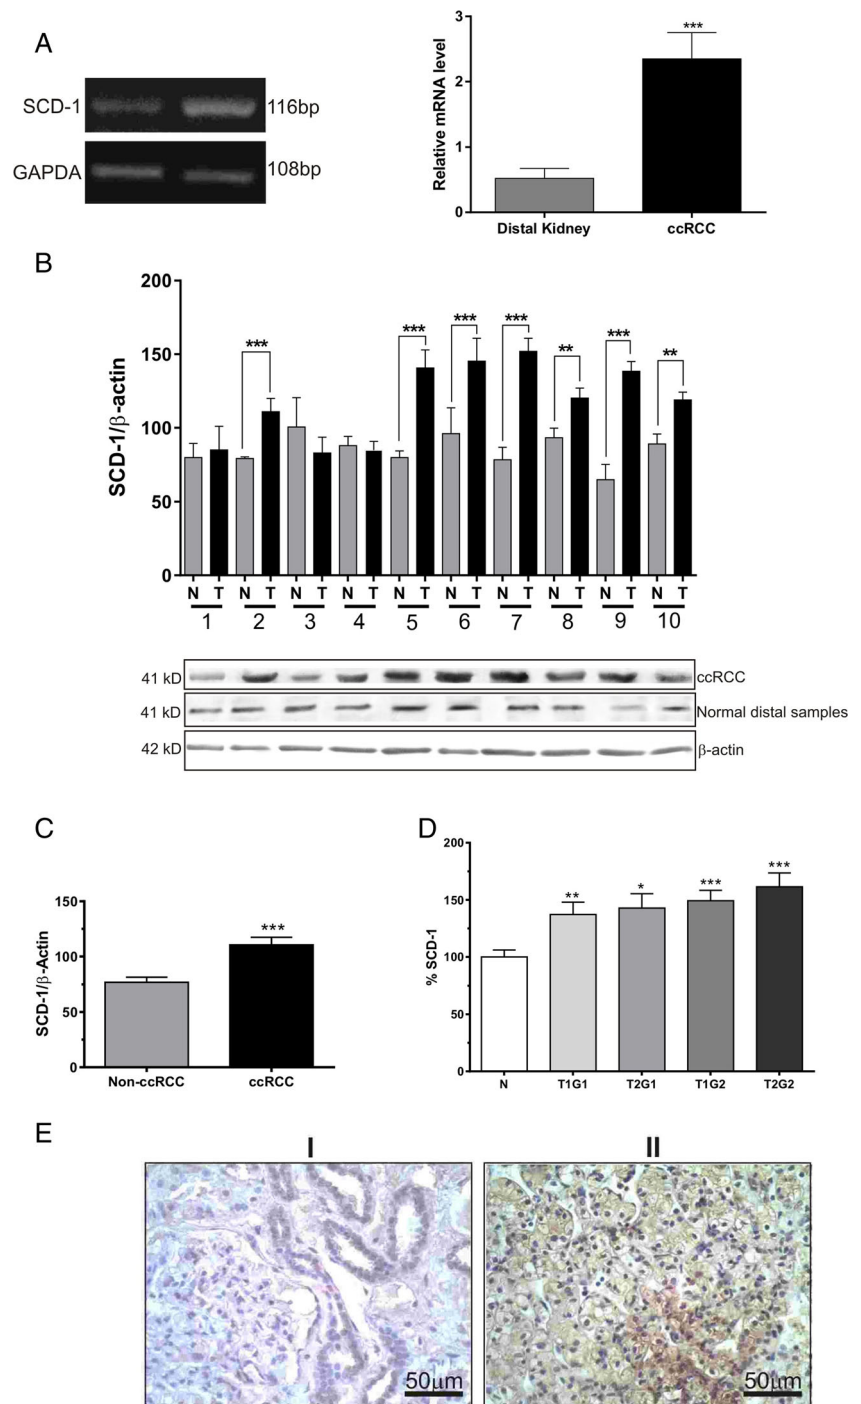 A
SCD-1
116bp
GAPDA
108bp
Relative mRNA level
3
2
1
0
***
Distal Kidney
ccRCC
B
SCD-1/β-actin
200
150
100
50
0
*** *** *** *** ** *** **
N T N T N T N T N T N T N T N T N T N T
1 2 3 4 5 6 7 8 9 10
41 kD ccRCC
41 kD Normal distal samples
42 kD β-actin
C
SCD-1/β-Actin
150
100
50
0
***
Non-ccRCC ccRCC
D
% SCD-1
200
150
100
50
0
** * *** ***
N T1G1 T2G1 T1G2 T2G2
E
I II
50μm 50μm